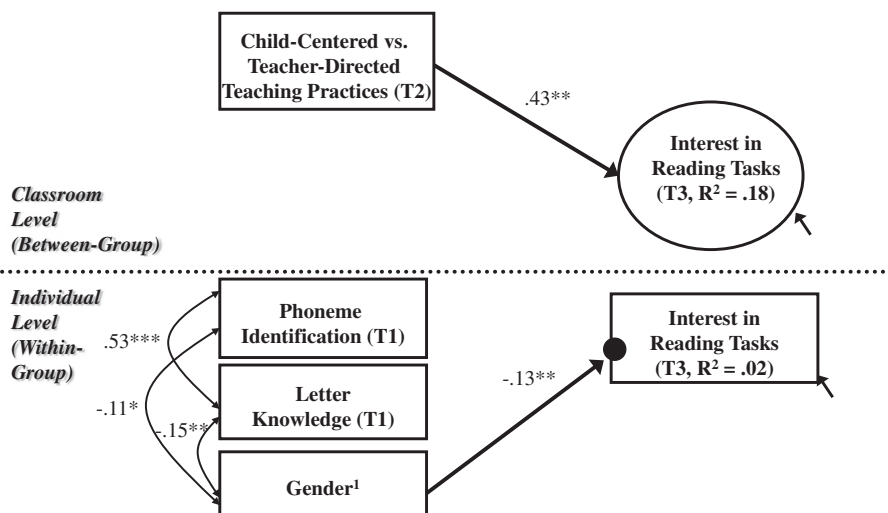 Child-Centered vs.
Teacher-Directed
Teaching Practices (T2)
.43**
Interest in
Reading Tasks
(T3, R² = .18)
Classroom
Level
(Between-Group)
Individual
Level
(Within-
Group)
Phoneme
Identification (T1)
.53***
Interest in
Reading Tasks
(T3, R² = .02)
-.13**
Letter
Knowledge (T1)
-.11*
-.15**
Gender¹